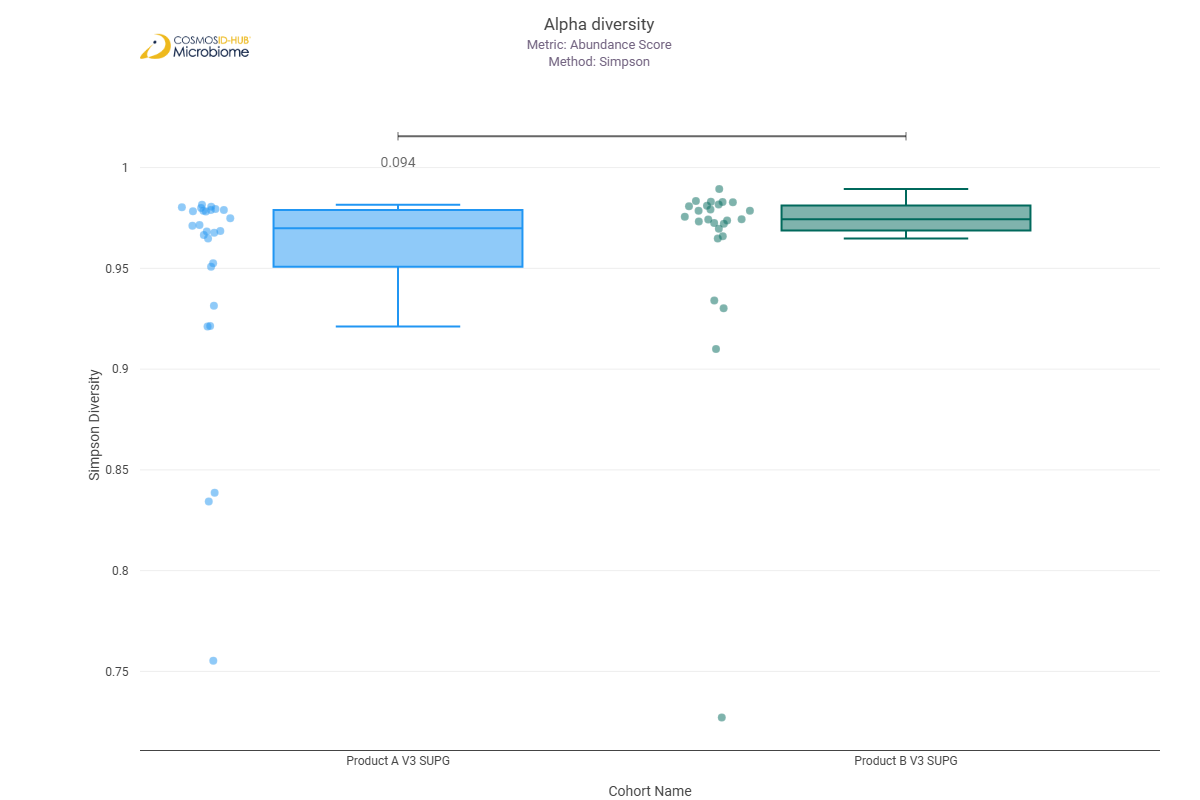 Alpha diversity
Metric: Abundance Score
Method: Simpson
COSMOSID-HUB
Microbiome
0.094
1
0.95
0.9
0.85
0.8
0.75
Simpson Diversity
Product A V3 SUPG
Product B V3 SUPG
Cohort Name